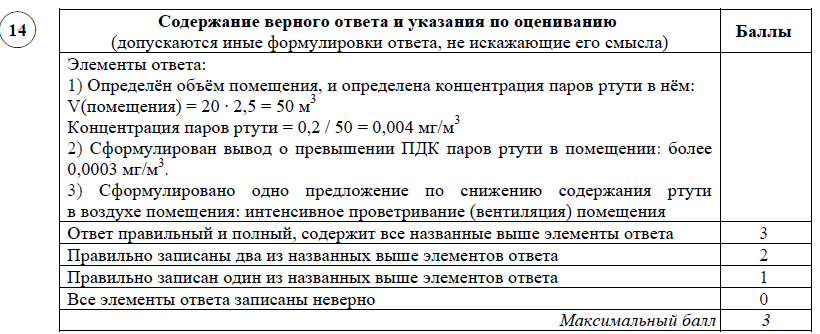 14
Содержание верного ответа и указания по оцениванию
(допускаются иные формулировки ответа, не искажающие его смысла)
Баллы
Элементы ответа:
1) Определён объём помещения, и определена концентрация паров ртути в нём:
V(помещения) = 20 · 2,5 = 50 м³
Концентрация паров ртути = 0,2 / 50 = 0,004 мг/м³
2) Сформулирован вывод о превышении ПДК паров ртути в помещении: более
0,0003 мг/м³.
3) Сформулировано одно предложение по снижению содержания ртути
в воздухе помещения: интенсивное проветривание (вентиляция) помещения
Ответ правильный и полный, содержит все названные выше элементы ответа 3
Правильно записаны два из названных выше элементов ответа 2
Правильно записан один из названных выше элементов ответа 1
Все элементы ответа записаны неверно 0
Максимальный балл 3